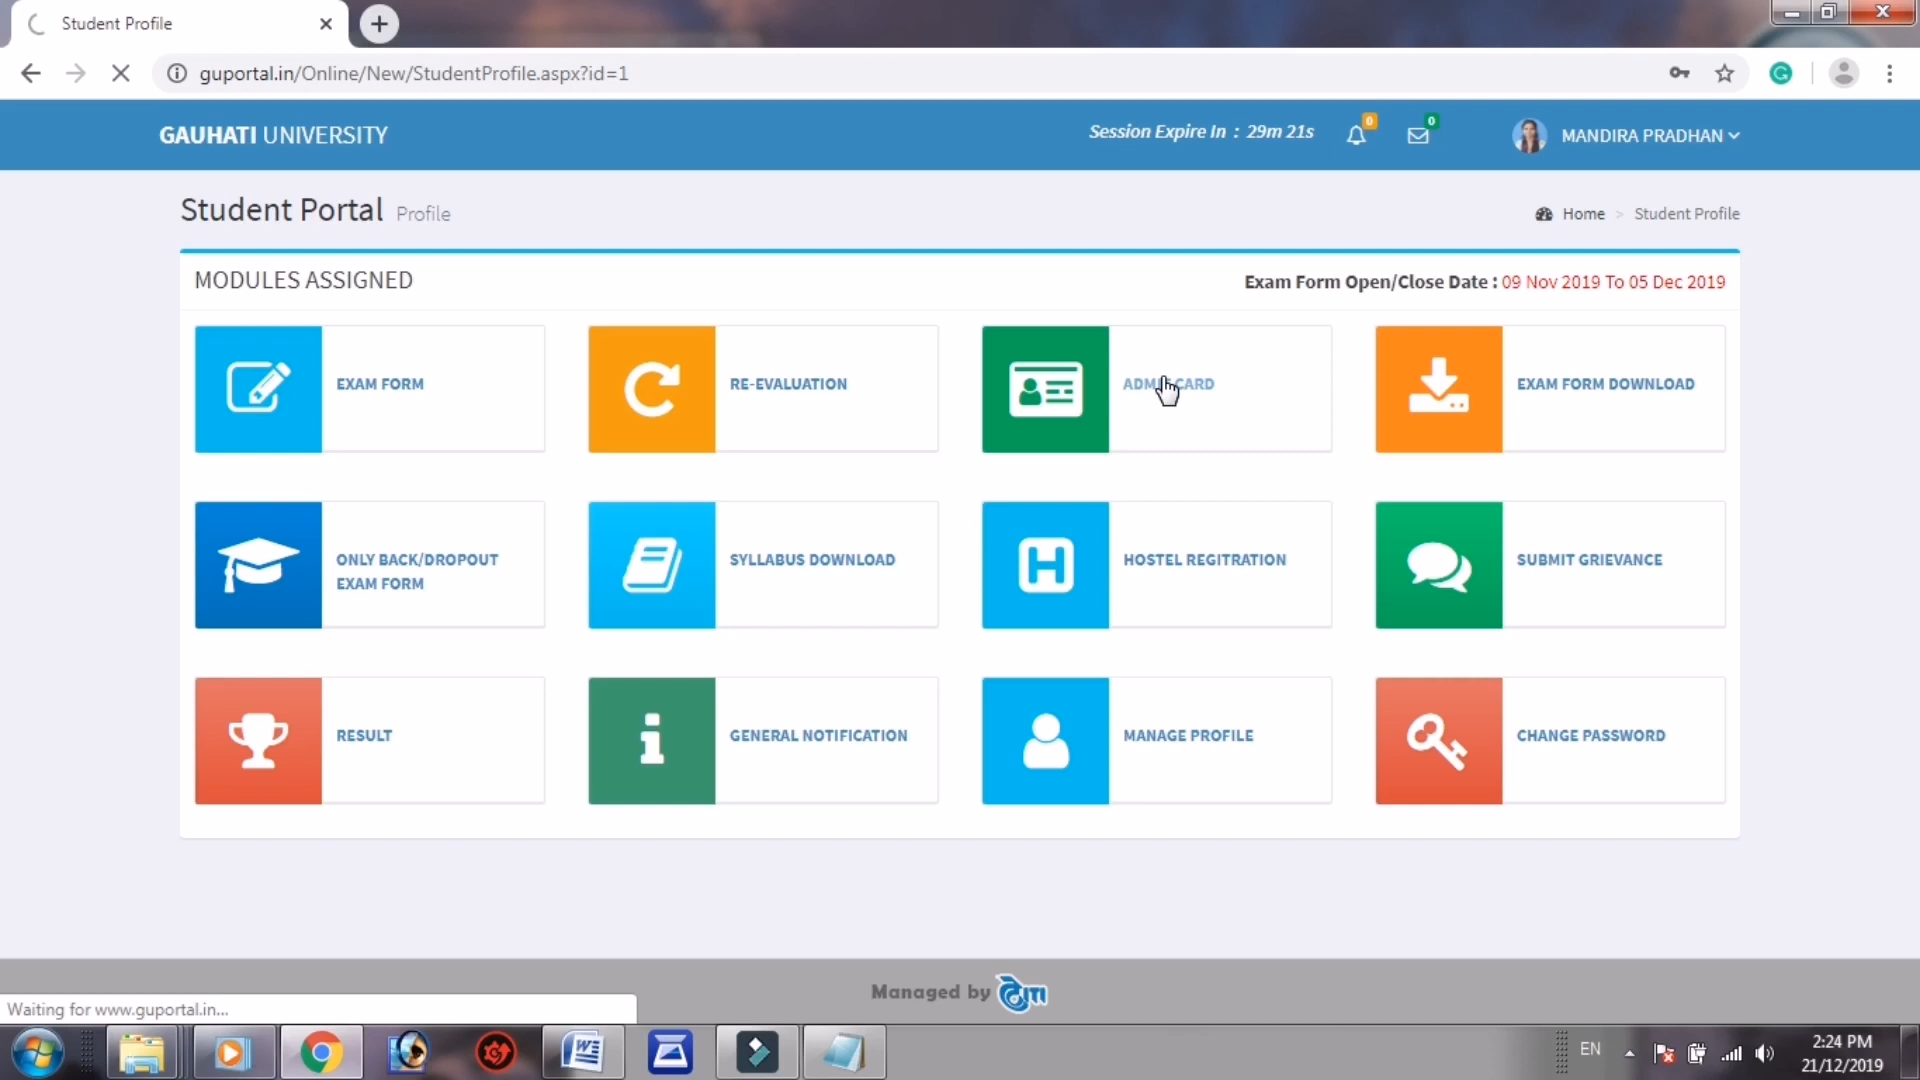 Student Profile
guportal.in/Online/New/StudentProfile.aspx?id=1
GAUHATI UNIVERSITY
Session Expire In : 29m 21s
0
0
MANDIRA PRADHAN
Student Portal Profile
Home > Student Profile
MODULES ASSIGNED
Exam Form Open/Close Date : 09 Nov 2019 To 05 Dec 2019
EXAM FORM
RE-EVALUATION
CARD
EXAM FORM DOWNLOAD
ONLY BACK/DROPOUT
EXAM FORM
SYLLABUS DOWNLOAD
H
HOSTEL REGITRATION
SUBMIT GRIEVANCE
RESULT
GENERAL NOTIFICATION
MANAGE PROFILE
CHANGE PASSWORD
Managed by
Waiting for www.guportal.in...
EN
2:24 PM
21/12/2019